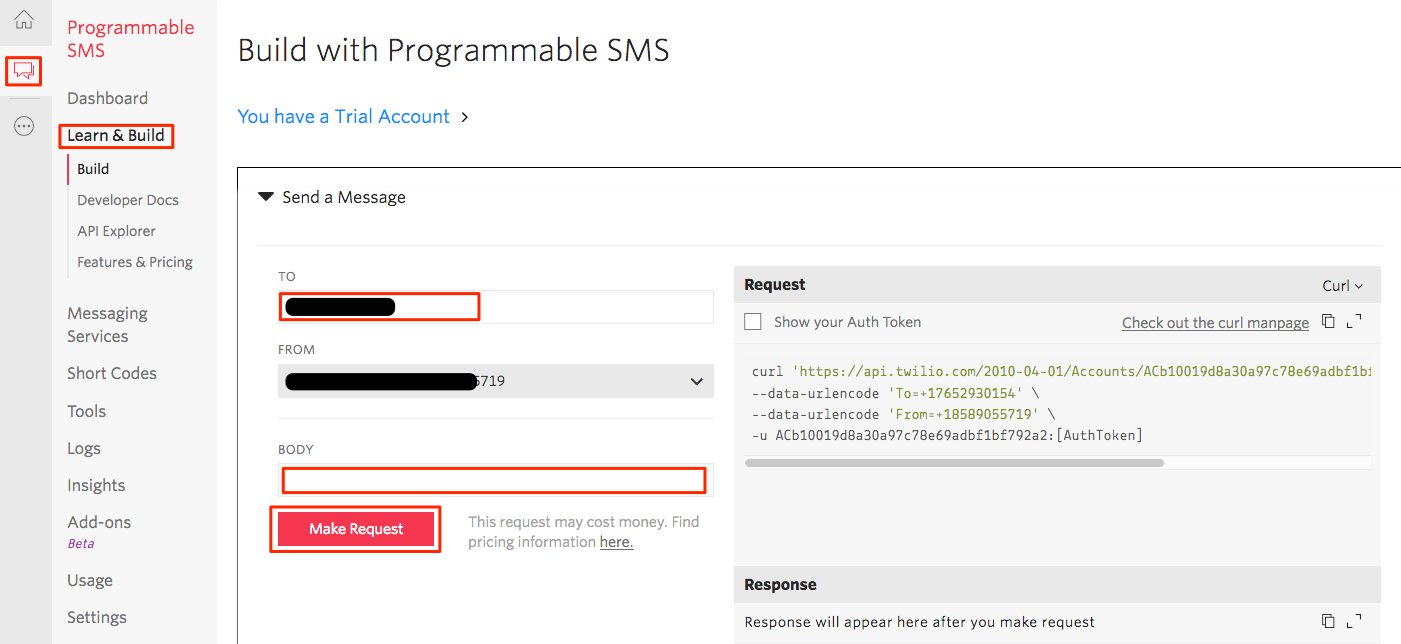 Programmable
SMS
Dashboard
Learn & Build
Build
Developer Docs
API Explorer
Features & Pricing
Messaging
Services
Short Codes
Tools
Logs
Insights
Add-ons
Beta
Usage
Settings
Build with Programmable SMS
You have a Trial Account >
Send a Message
TO
FROM
5719
BODY
Make Request
This request may cost money. Find
pricing information here.
Request
Curl
Show your Auth Token
Check out the curl manpage
curl 'https://api.twilio.com/2010-04-01/Accounts/ACb10019d8a30a97c78e69adbf1bf
--data-urlencode 'To=+17652930154' \
--data-urlencode 'From=+18589055719' \
-u ACb10019d8a30a97c78e69adbf1bf792a2:[AuthToken]
Response
Response will appear here after you make request